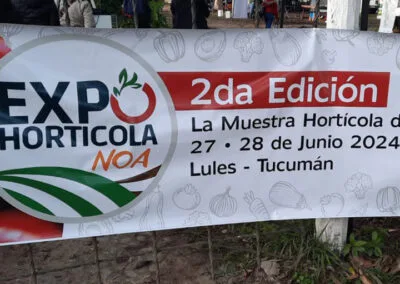 EXPO
HORTICOLA
NOA
2da Edición
La Muestra Hortícola d
27 - 28 de Junio 2024
Lules - Tucumán